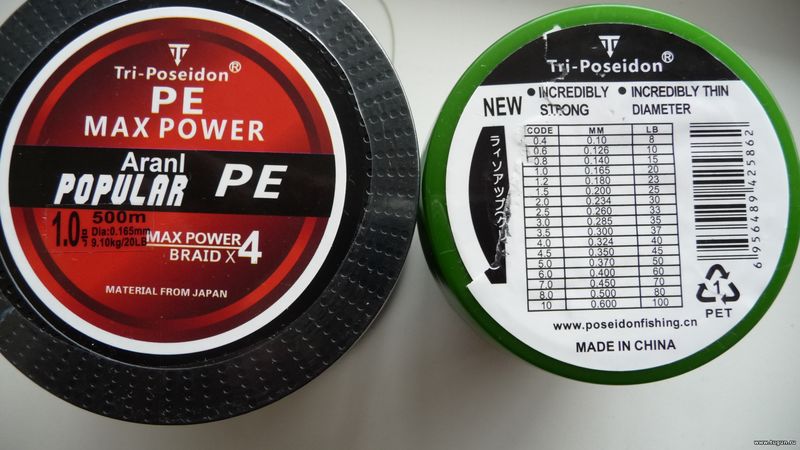 Tri-Poseidon®
PE
MAX POWER
Aranl
POPULAR PE
1.0
500m
Dia:0.165mm
9.10kg/20LB
MAX POWER
BRAID X4
MATERIAL FROM JAPAN
Tri-Poseidon®
NEW
• INCREDIBLY STRONG
• INCREDIBLY THIN DIAMETER
CODE MM LB
0.4 0.10 8
0.6 0.126 10
0.8 0.140 15
1.0 0.165 20
1.2 0.180 23
1.5 0.200 25
2.0 0.234 30
2.5 0.260 33
3.0 0.285 35
3.5 0.300 37
4.0 0.324 40
4.5 0.350 45
5.0 0.370 50
6.0 0.400 60
7.0 0.450 70
8.0 0.500 80
10 0.600 100
6956489425862
1
PET
www.poseidonfishing.cn
MADE IN CHINA
www.tugun.ru